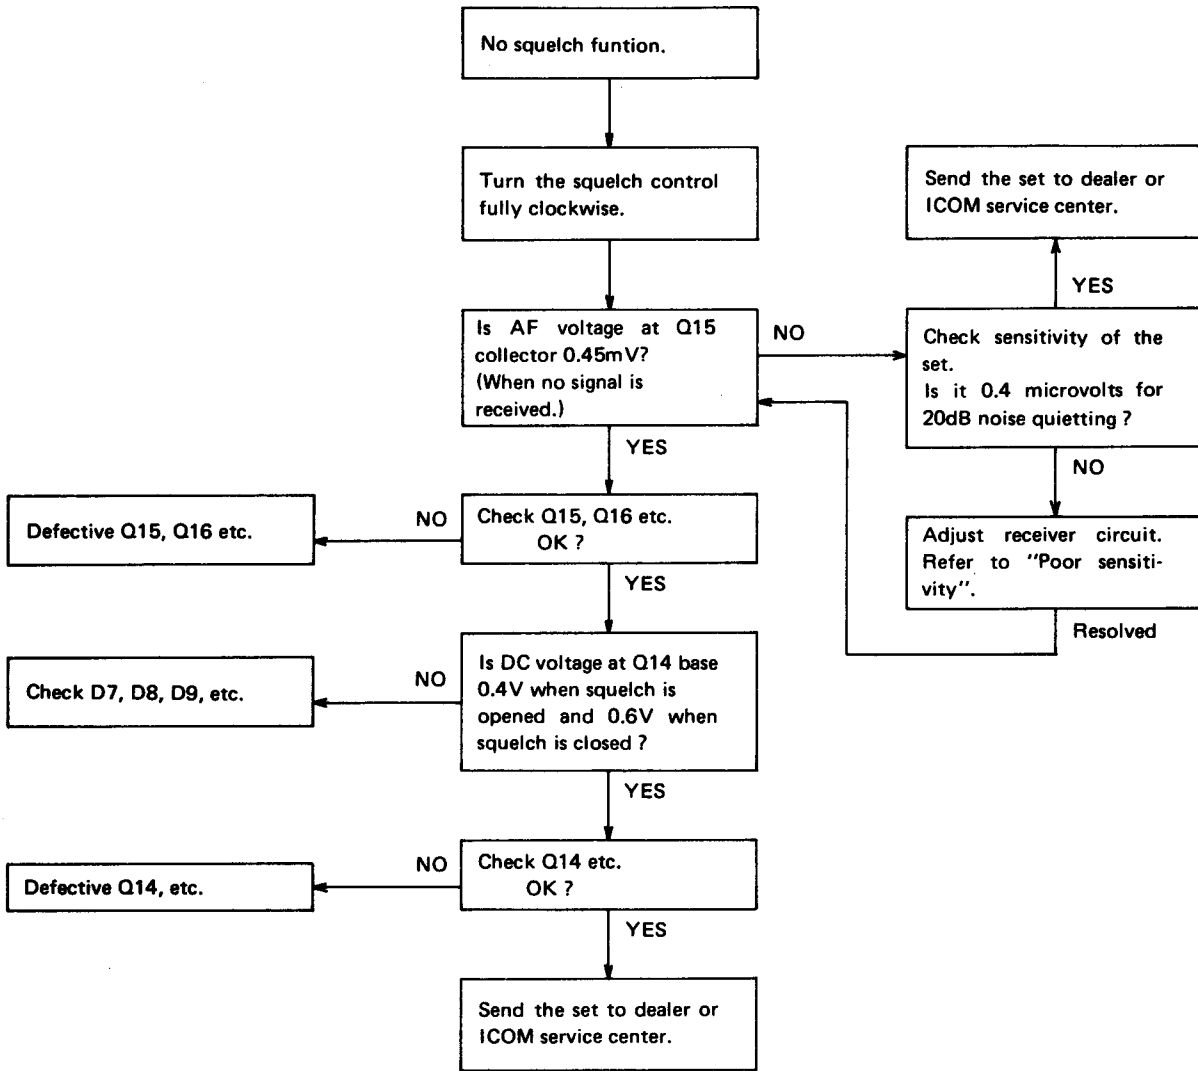 No squelch funtion.
Turn the squelch control
fully clockwise.
Send the set to dealer or
ICOM service center.
YES
Is AF voltage at Q15
collector 0.45mV?
(When no signal is
received.)
NO
Check sensitivity of the
set.
Is it 0.4 microvolts for
20dB noise quietting ?
YES
NO
Defective Q15, Q16 etc.
NO
Check Q15, Q16 etc.
OK ?
Adjust receiver circuit.
Refer to "Poor sensiti-
vity".
YES
Resolved
Check D7, D8, D9, etc.
NO
Is DC voltage at Q14 base
0.4V when squelch is
opened and 0.6V when
squelch is closed ?
YES
Defective Q14, etc.
NO
Check Q14 etc.
OK ?
YES
Send the set to dealer or
ICOM service center.